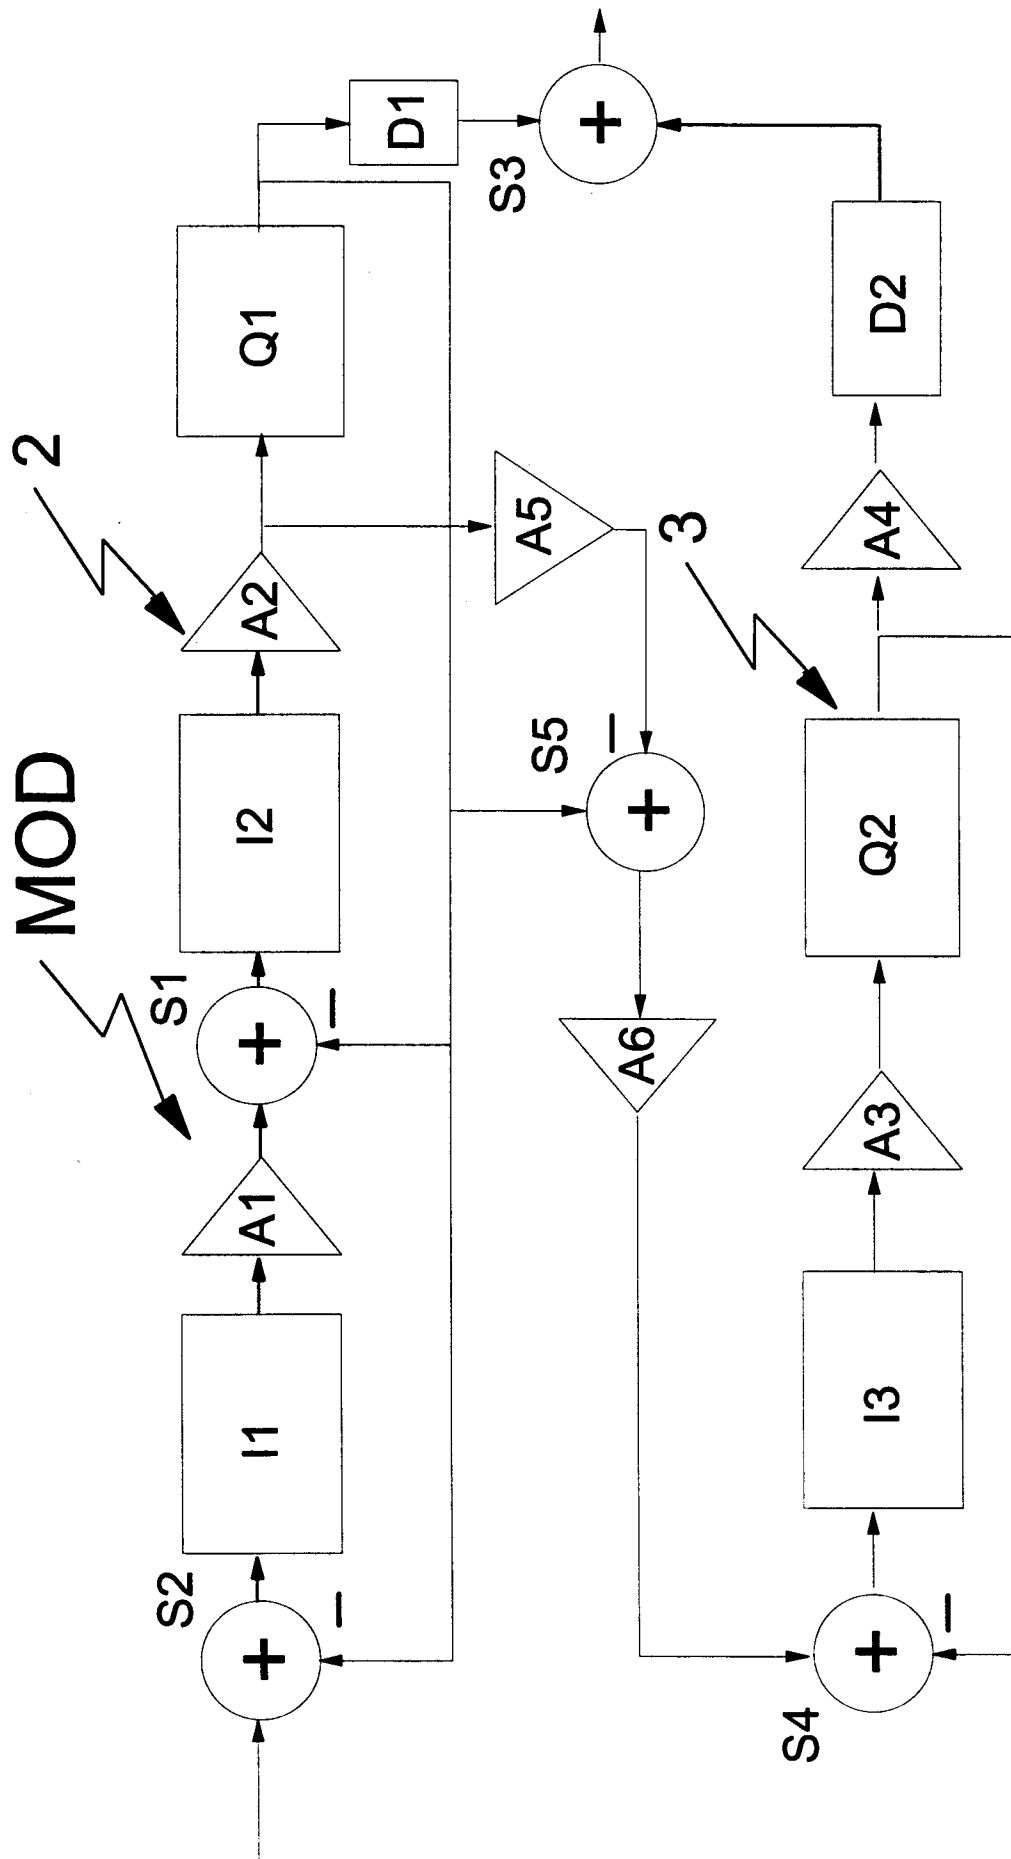 MOD
2
S2
I1
A1
S1
I2
A2
Q1
D1
−
−
+
+
S3
+
A5
S5
−
+
A6
3
S4
+
−
I3
A3
Q2
A4
D2